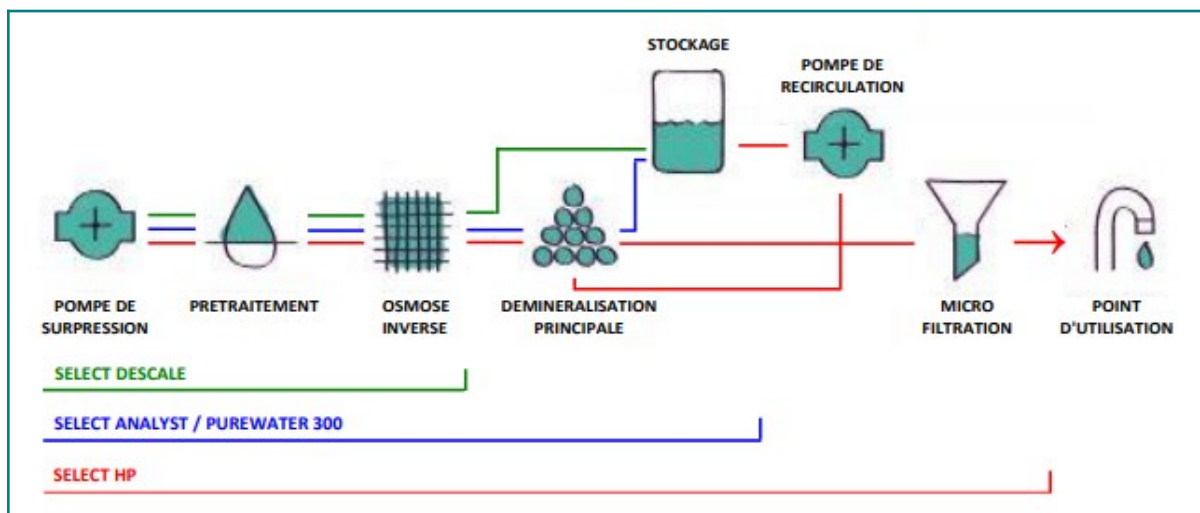 STOCKAGE
POMPE DE
RECIRCULATION
POMPE DE
SURPRESSION
PRETRAITEMENT
OSMOSE
INVERSE
DEMINERALISATION
PRINCIPALE
MICRO
FILTRATION
POINT
D'UTILISATION
SELECT DESCALE
SELECT ANALYST / PUREWATER 300
SELECT HP